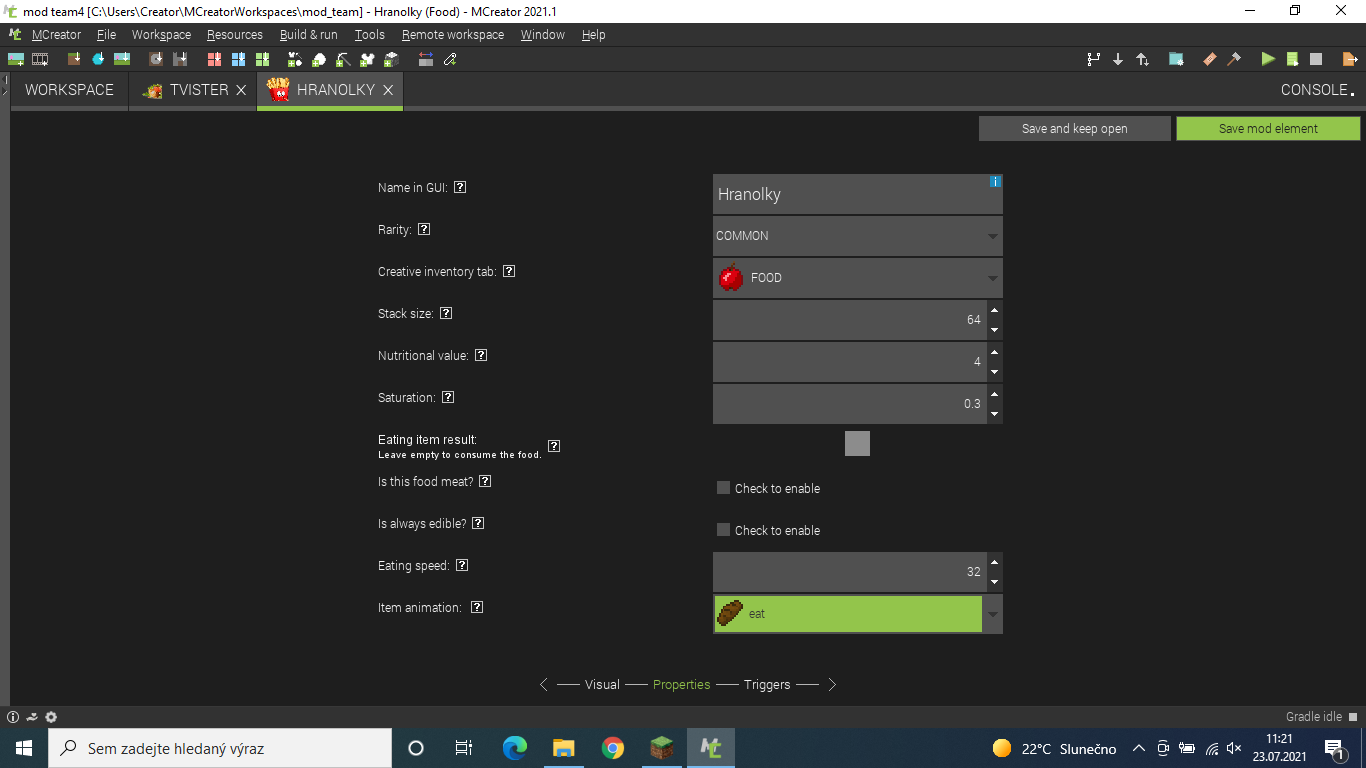 mod team4 [C:\Users\Creator\MCreatorWorkspaces\mod_team] - Hranolky (Food) - MCreator 2021.1
MCreator File Workspace Resources Build & run Tools Remote workspace Window Help
WORKSPACE TVISTER HRANOLKY CONSOLE
Save and keep open Save mod element
Name in GUI: ? Hranolky i
Rarity: ? COMMON
Creative inventory tab: ? FOOD
Stack size: ? 64
Nutritional value: ? 4
Saturation: ? 0.3
Eating item result: ?
Leave empty to consume the food.
Is this food meat? ? Check to enable
Is always edible? ? Check to enable
Eating speed: ? 32
Item animation: ? eat
Visual Properties Triggers
Gradle idle
Sem zadejte hledaný výraz 22°C Slunečno 11:21
23.07.2021 1